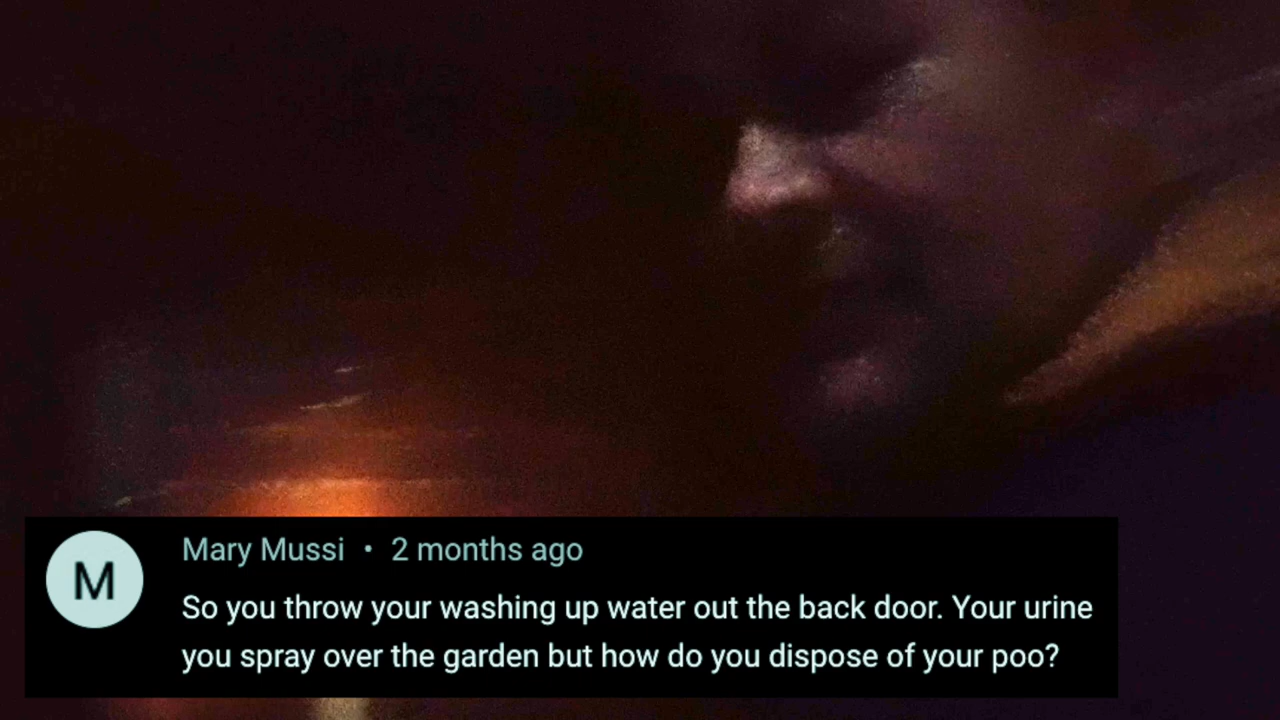 M
Mary Mussi • 2 months ago
So you throw your washing up water out the back door. Your urine
you spray over the garden but how do you dispose of your poo?